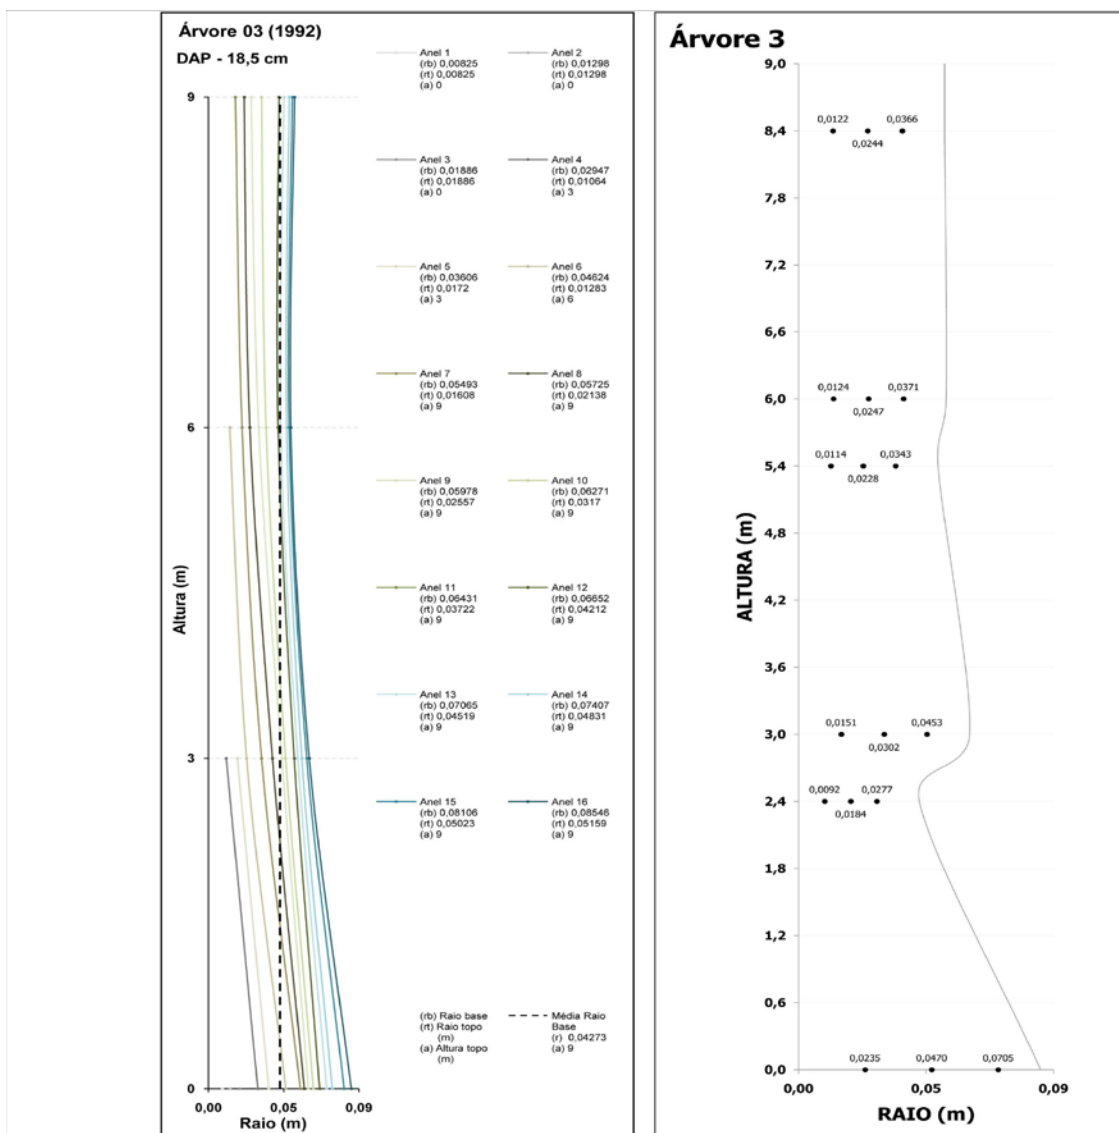 Árvore 03 (1992)
DAP - 18,5 cm
Anel 1
(rb) 0,00825
(rt) 0,00825
(a) 0
Anel 2
(rb) 0,01298
(rt) 0,01298
(a) 0
Anel 3
(rb) 0,01886
(rt) 0,01886
(a) 0
Anel 4
(rb) 0,02947
(rt) 0,01064
(a) 3
Anel 5
(rb) 0,03606
(rt) 0,0172
(a) 3
Anel 6
(rb) 0,04624
(rt) 0,01283
(a) 6
Anel 7
(rb) 0,05493
(rt) 0,01608
(a) 9
Anel 8
(rb) 0,05725
(rt) 0,02138
(a) 9
Anel 9
(rb) 0,05978
(rt) 0,02557
(a) 9
Anel 10
(rb) 0,06271
(rt) 0,0317
(a) 9
Anel 11
(rb) 0,06431
(rt) 0,03722
(a) 9
Anel 12
(rb) 0,06652
(rt) 0,04212
(a) 9
Anel 13
(rb) 0,07065
(rt) 0,04519
(a) 9
Anel 14
(rb) 0,07407
(rt) 0,04831
(a) 9
Anel 15
(rb) 0,08106
(rt) 0,05023
(a) 9
Anel 16
(rb) 0,08546
(rt) 0,05159
(a) 9
(rb) Raio base
(rt) Raio topo
(m)
(a) Altura topo
(m)
Média Raio
Base
(r) 0,04273
(a) 9
9
6
3
0
Altura (m)
0,00 0,05 0,09
Raio (m)
Árvore 3
9,0
8,4
7,8
7,2
6,6
6,0
5,4
4,8
4,2
3,6
3,0
2,4
1,8
1,2
0,6
0,0
ALTURA (m)
0,0122 0,0366
0,0244
0,0124 0,0371
0,0247
0,0114 0,0343
0,0228
0,0151 0,0453
0,0302
0,0092 0,0277
0,0184
0,0235 0,0470 0,0705
0,00 0,05 0,09
RAIO (m)